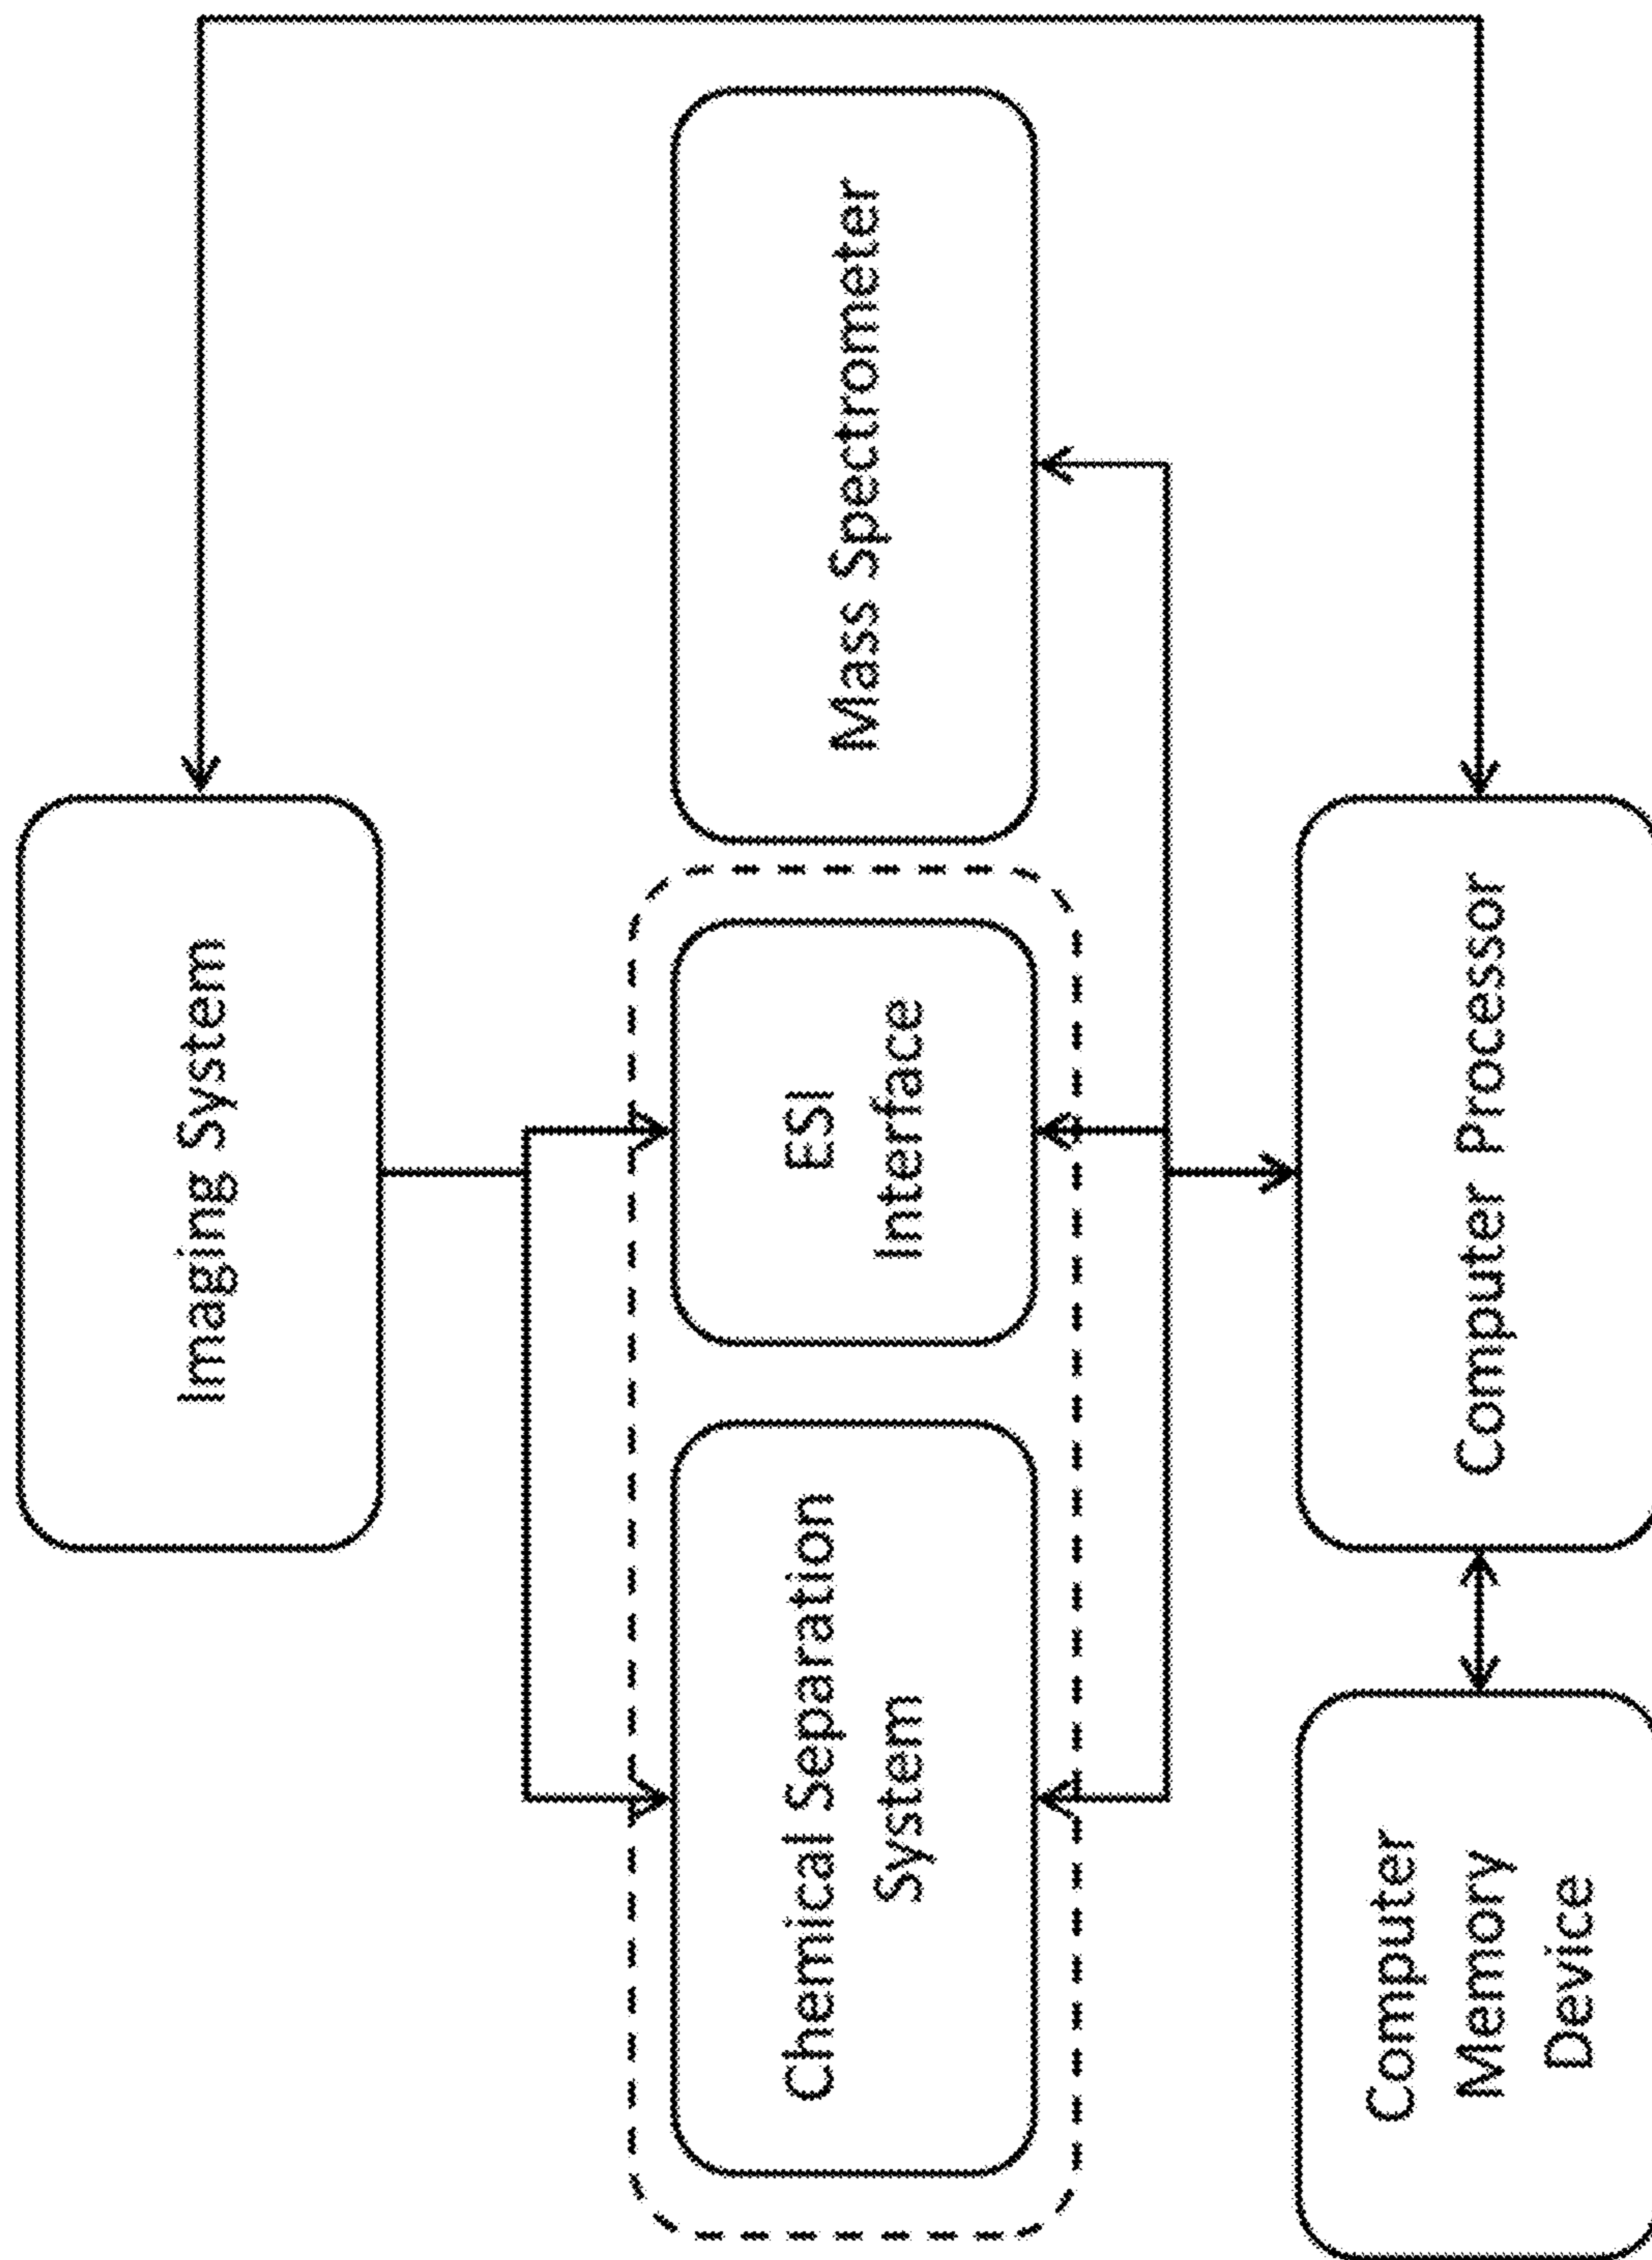 Imaging System
Chemical Separation
System
ESI
Interface
Mass Spectrometer
Computer
Memory
Device
Computer Processor